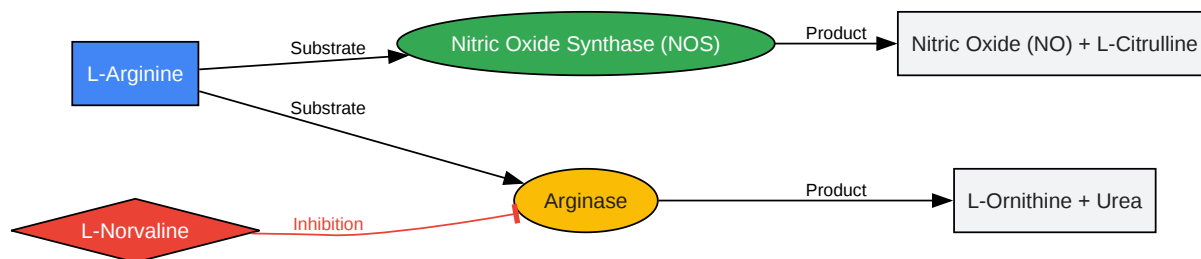 L-Arginine
Substrate
Nitric Oxide Synthase (NOS)
Product
Nitric Oxide (NO) + L-Citrulline
Substrate
L-Norvaline
Inhibition
Arginase
Product
L-Ornithine + Urea